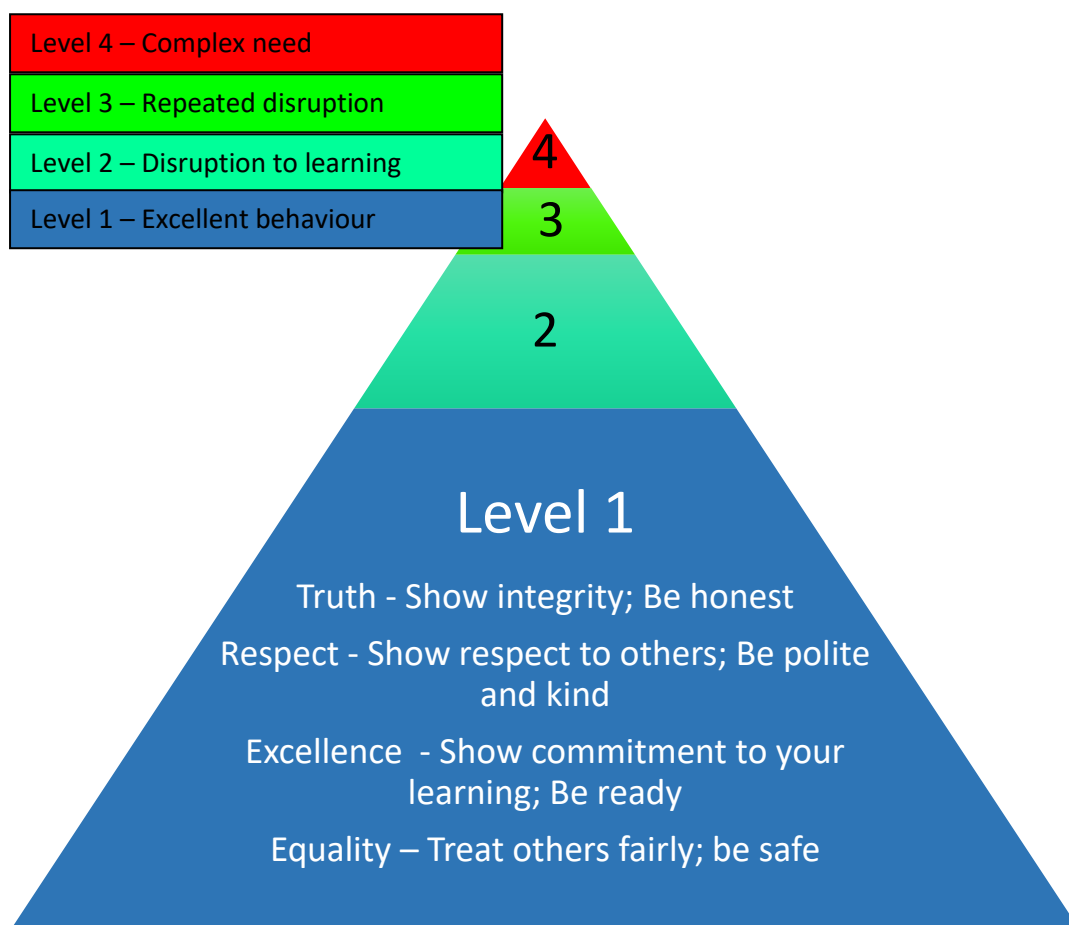 Level 4 – Complex need
Level 3 – Repeated disruption
Level 2 – Disruption to learning
Level 1 – Excellent behaviour
4
3
2
Level 1
Truth - Show integrity; Be honest
Respect - Show respect to others; Be polite
and kind
Excellence  - Show commitment to your
learning; Be ready
Equality – Treat others fairly; be safe